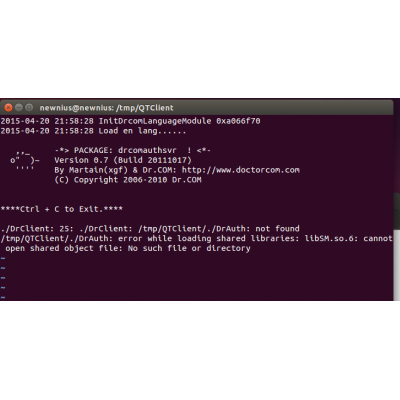 newnius@newnius: /tmp/QTClient
2015-04-20 21:58:28 InitDrcomLanguageModule 0xa066f70
2015-04-20 21:58:28 Load en lang......
,,_ -*> PACKAGE: drcomauthsvr ! <*-
o" )~ Version 0.7 (Build 20111017)
'''' By Martain(xgf) & Dr.COM: http://www.doctorcom.com
(C) Copyright 2006-2010 Dr.COM
****Ctrl + C to Exit.****
./DrClient: 25: ./DrClient: /tmp/QTClient/./DrAuth: not found
/tmp/QTClient/./DrAuth: error while loading shared libraries: libSM.so.6: cannot
open shared object file: No such file or directory
~
~
~
~